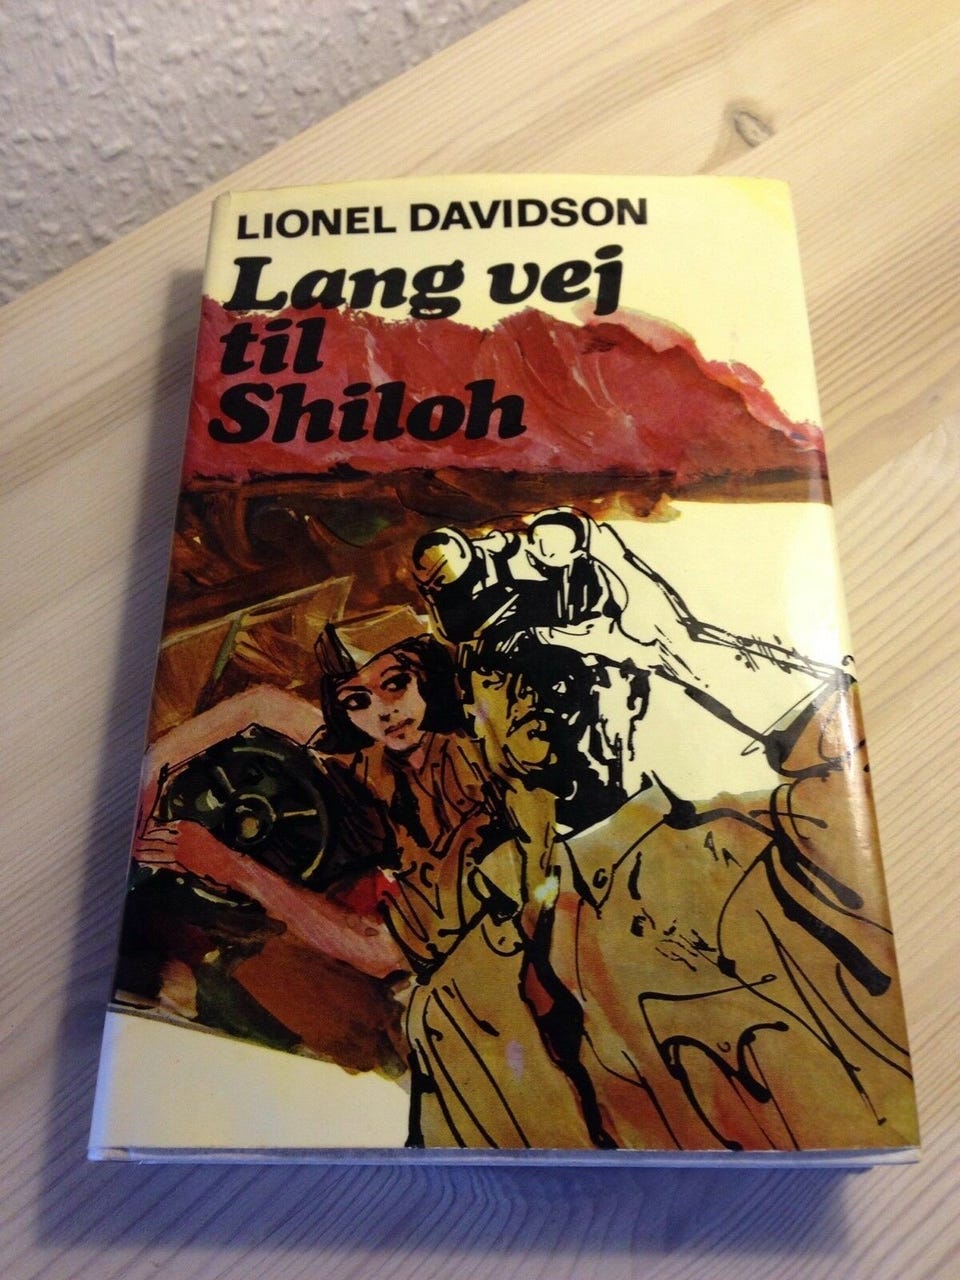 LIONEL DAVIDSON
Lang vej
til
Shiloh